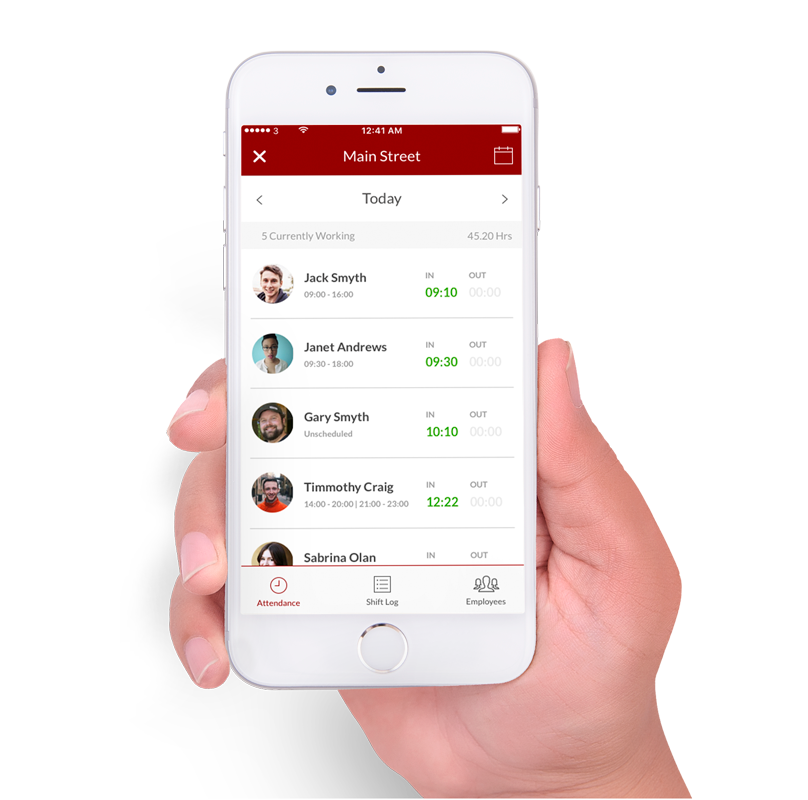 3 12:41 AM
Main Street
Today
5 Currently Working 45.20 Hrs
Jack Smyth IN OUT
09:00 - 16:00 09:10 00:00
Janet Andrews IN OUT
09:30 - 18:00 09:30 00:00
Gary Smyth IN OUT
Unscheduled 10:10 00:00
Timmothy Craig IN OUT
14:00 - 20:00 | 21:00 - 23:00 12:22 00:00
Sabrina Olan IN OUT
Attendance Shift Log Employees